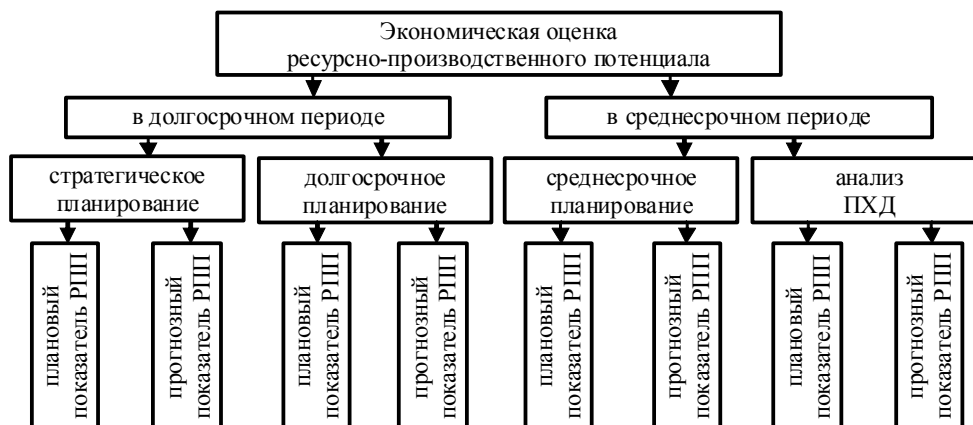 Экономическая оценка
ресурсно-производственного потенциала
в долгосрочном периоде
в среднесрочном периоде
стратегическое
планирование
долгосрочное
планирование
среднесрочное
планирование
анализ
ПХД
плановый
показатель РПП
прогнозный
показатель РПП
плановый
показатель РПП
прогнозный
показатель РПП
плановый
показатель РПП
прогнозный
показатель РПП
плановый
показатель РПП
прогнозный
показатель РПП